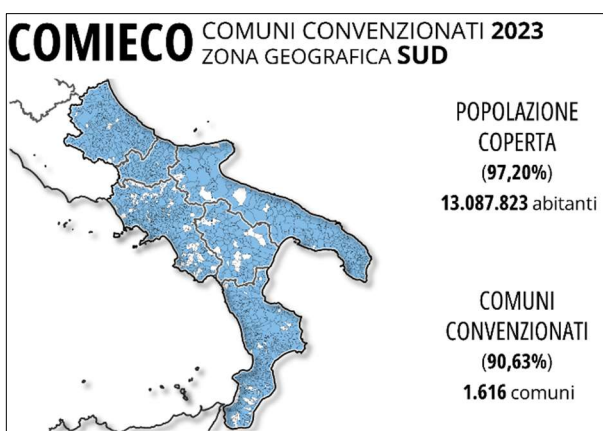 COMIECO COMUNI CONVENZIONATI 2023
ZONA GEOGRAFICA SUD
POPOLAZIONE
COPERTA
(97,20%)
13.087.823 abitanti
COMUNI
CONVENZIONATI
(90,63%)
1.616 comuni